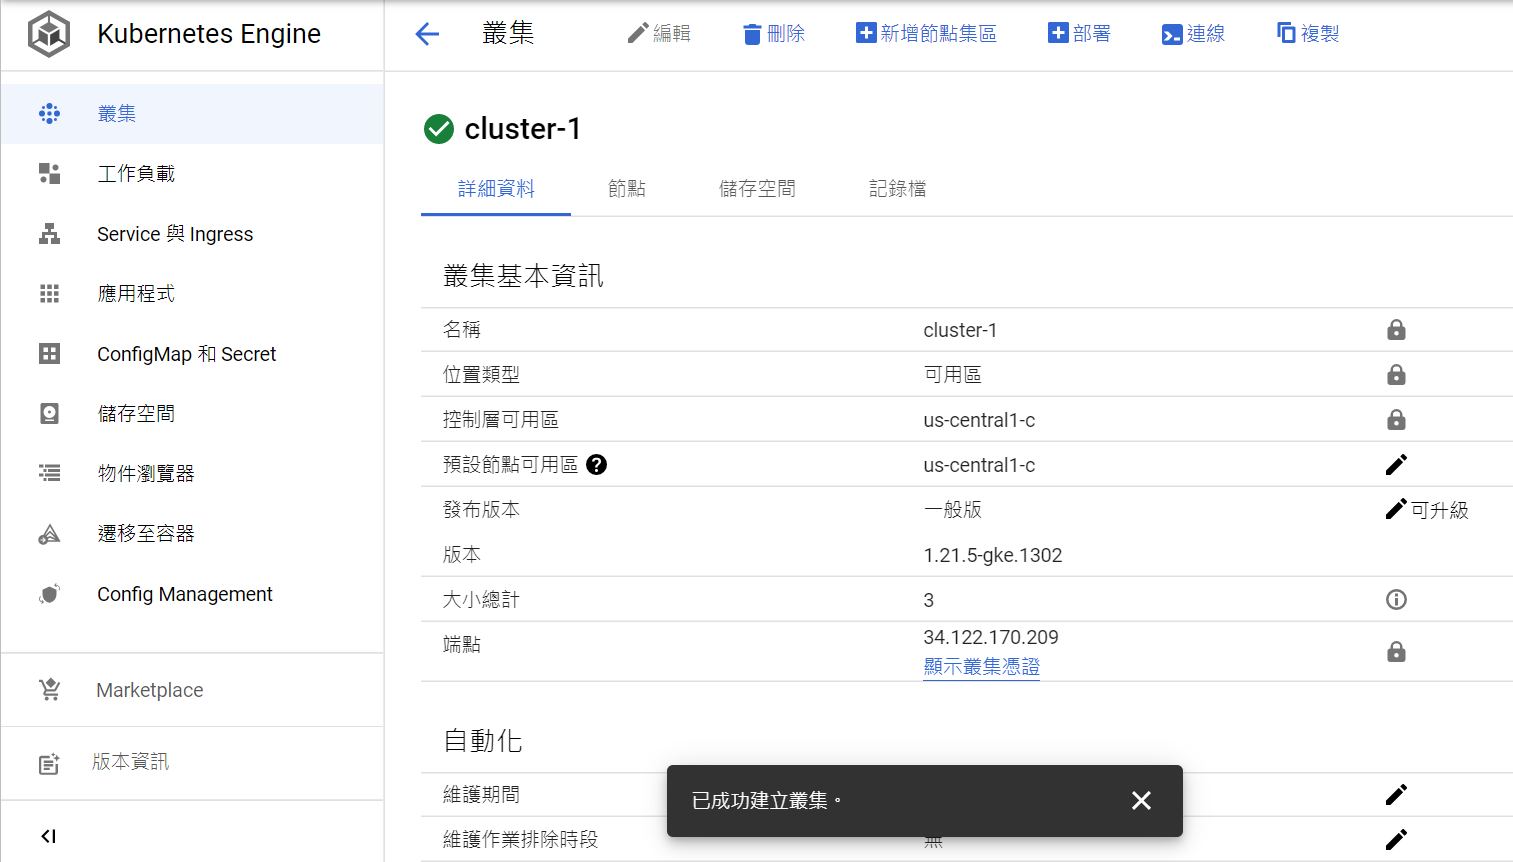 Kubernetes Engine
叢集
編輯
刪除
新增節點集區
部署
連線
複製
叢集
工作負載
Service 與 Ingress
應用程式
ConfigMap 和 Secret
儲存空間
物件瀏覽器
遷移至容器
Config Management
Marketplace
版本資訊
cluster-1
詳細資料
節點
儲存空間
記錄檔
叢集基本資訊
名稱 cluster-1
位置類型 可用區
控制層可用區 us-central1-c
預設節點可用區 us-central1-c
發布版本 一般版 可升級
版本 1.21.5-gke.1302
大小總計 3
端點 34.122.170.209
顯示叢集憑證
自動化
維護期間
已成功建立叢集。
維護作業排除時段 無